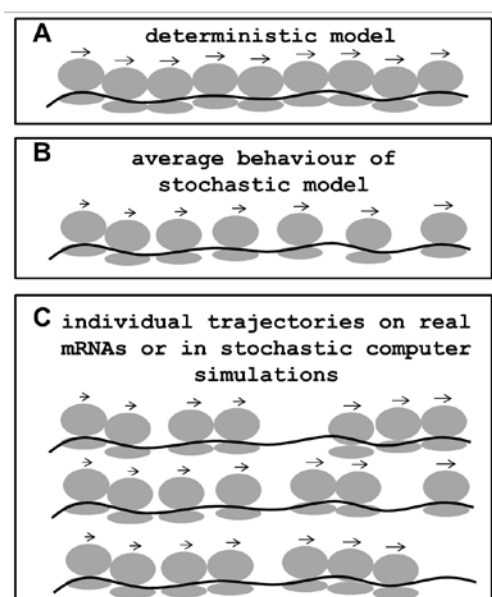 A deterministic model
B average behaviour of
stochastic model
C individual trajectories on real
mRNAs or in stochastic computer
simulations